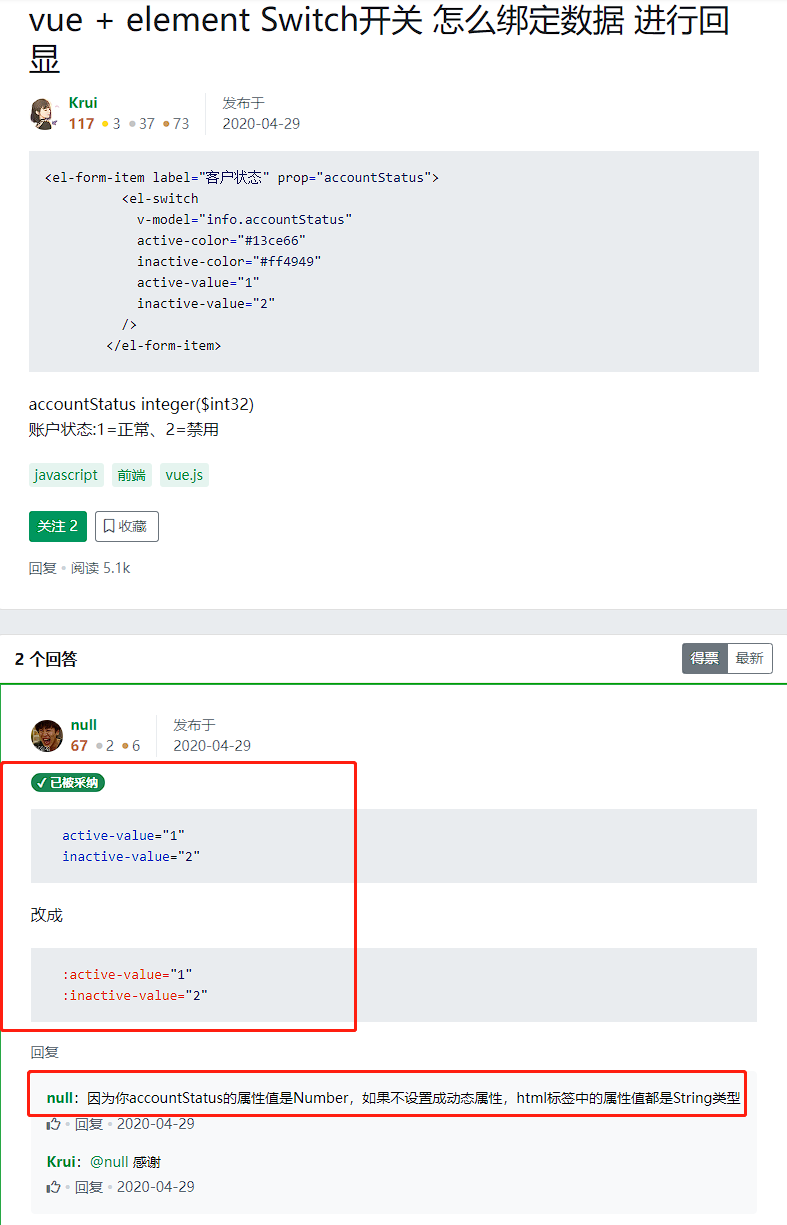 vue + element Switch开关 怎么绑定数据 进行回
显
Krui
117 3 37 73
发布于
2020-04-29
<el-form-item label="客户状态" prop="accountStatus">
<el-switch
v-model="info.accountStatus"
active-color="#13ce66"
inactive-color="#ff4949"
active-value="1"
inactive-value="2"
/>
</el-form-item>
accountStatus integer($int32)
账户状态:1=正常、2=禁用
javascript 前端 vue.js
关注 2 收藏
回复 阅读 5.1k
2 个回答
得票 最新
null
67 2 6
发布于
2020-04-29
已被采纳
active-value="1"
inactive-value="2"
改成
:active-value="1"
:inactive-value="2"
回复
null：因为你accountStatus的属性值是Number，如果不设置成动态属性，html标签中的属性值都是String类型
回复 2020-04-29
Krui：@null 感谢
回复 2020-04-29